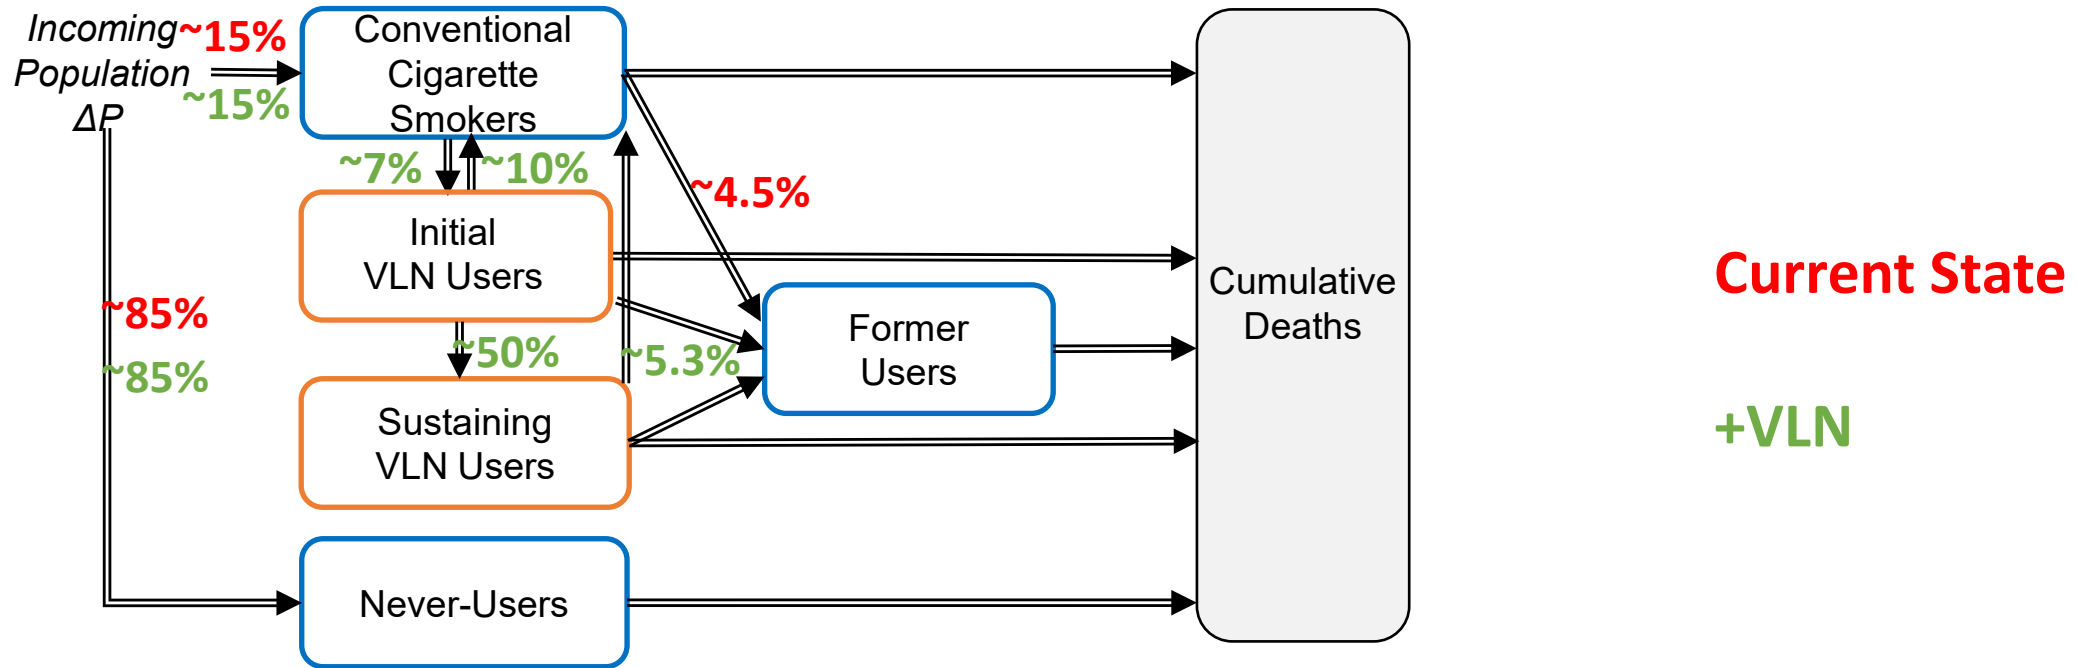 Incoming
Population
ΔP
~15%
~15%
Conventional
Cigarette
Smokers
~7%
~10%
~4.5%
Initial
VLN Users
~85%
~85%
~50%
~5.3%
Former
Users
Sustaining
VLN Users
Never-Users
Cumulative
Deaths
Current State
+VLN